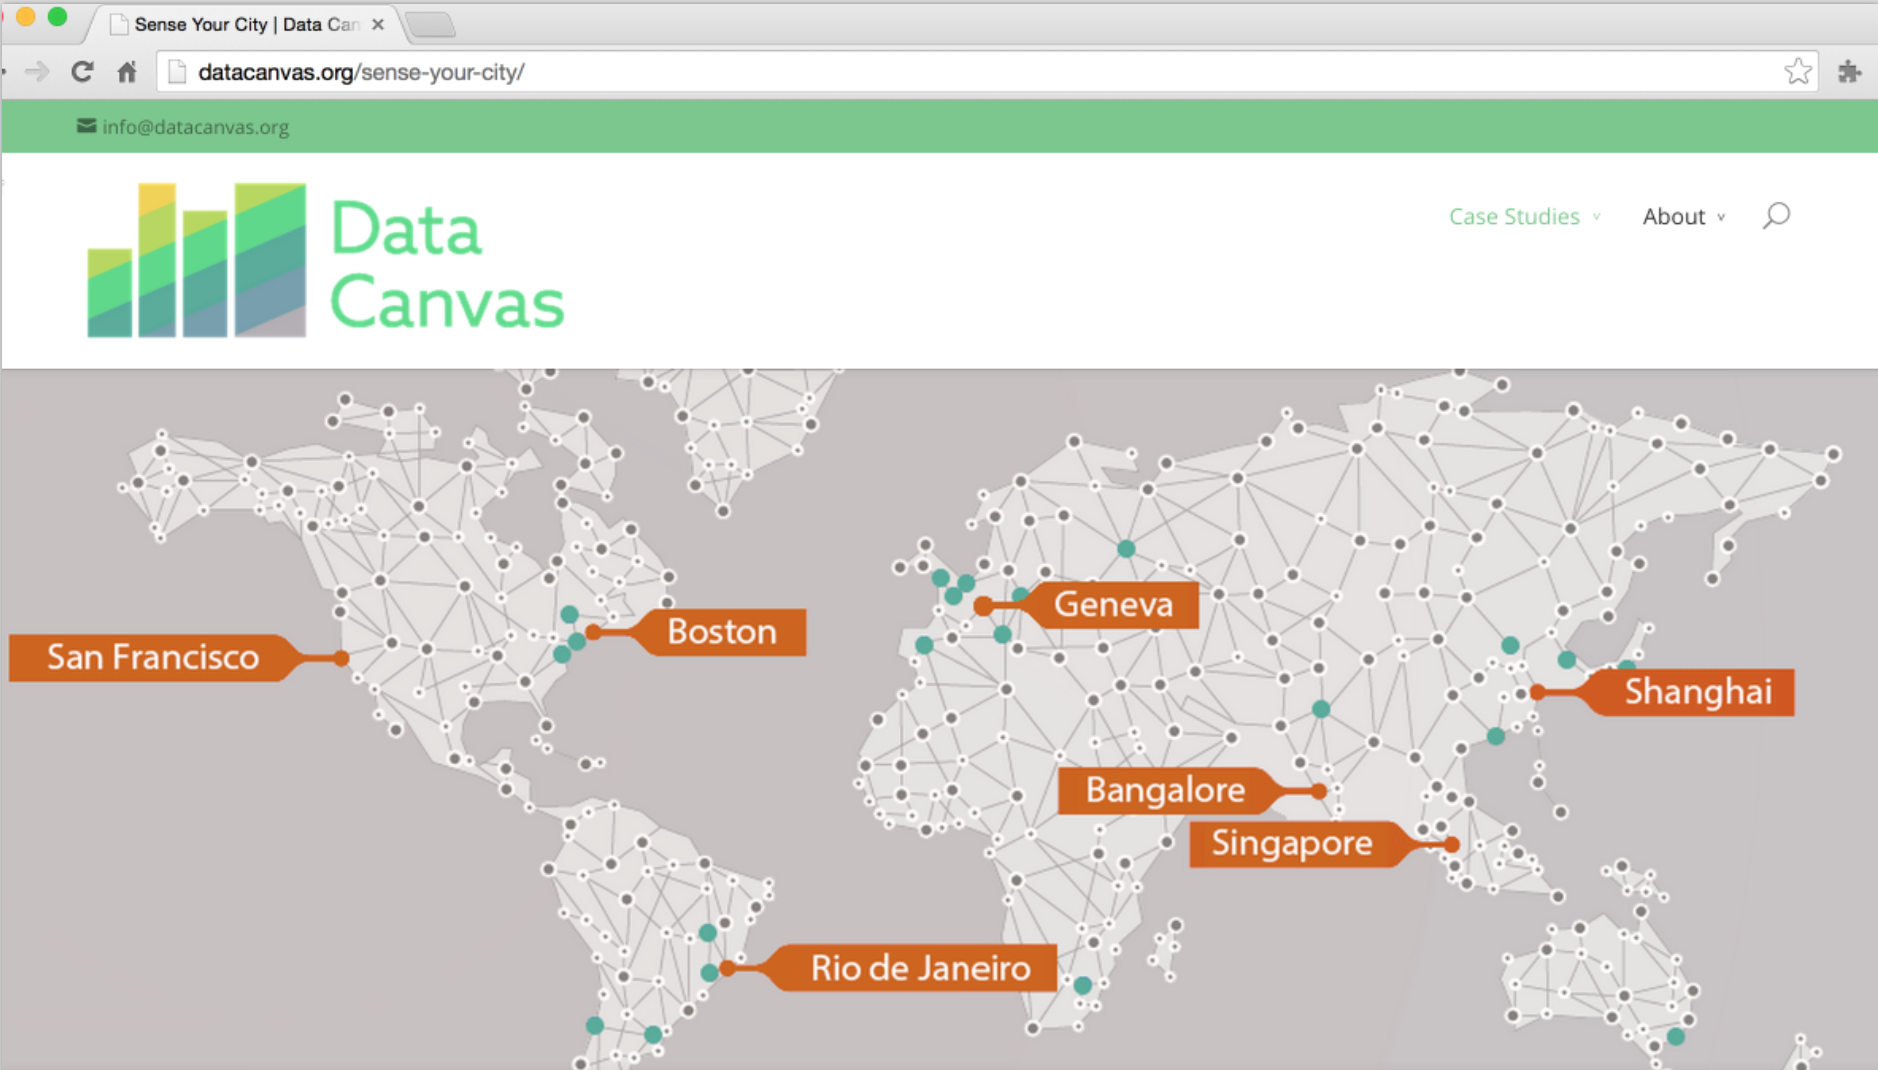 Sense Your City | Data Can
datacanvas.org/sense-your-city/
info@datacanvas.org
Data
Canvas
Case Studies
About
Geneva
Boston
San Francisco
Shanghai
Bangalore
Singapore
Rio de Janeiro